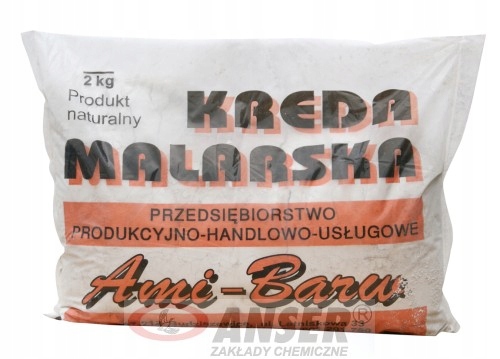 2 kg
Produkt
naturalny
KREDA
MALARSKA
PRZEDSIĘBIORSTWO
PRODUKCYJNO-HANDLOWO-USŁUGOWE
Ami-Baru
ANSER®
ZAKŁADY CHEMICZNE